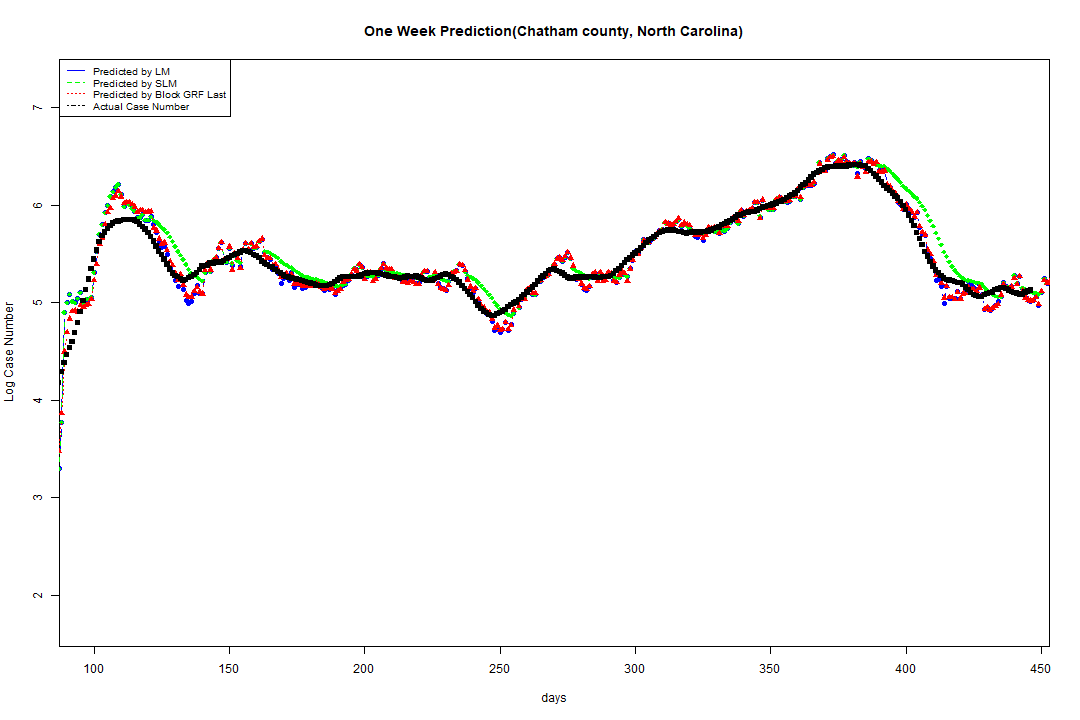 One Week Prediction(Chatham county, North Carolina)
Predicted by LM
Predicted by SLM
Predicted by Block GRF Last
Actual Case Number
7
6
5
4
3
2
Log Case Number
100 150 200 250 300 350 400 450
days